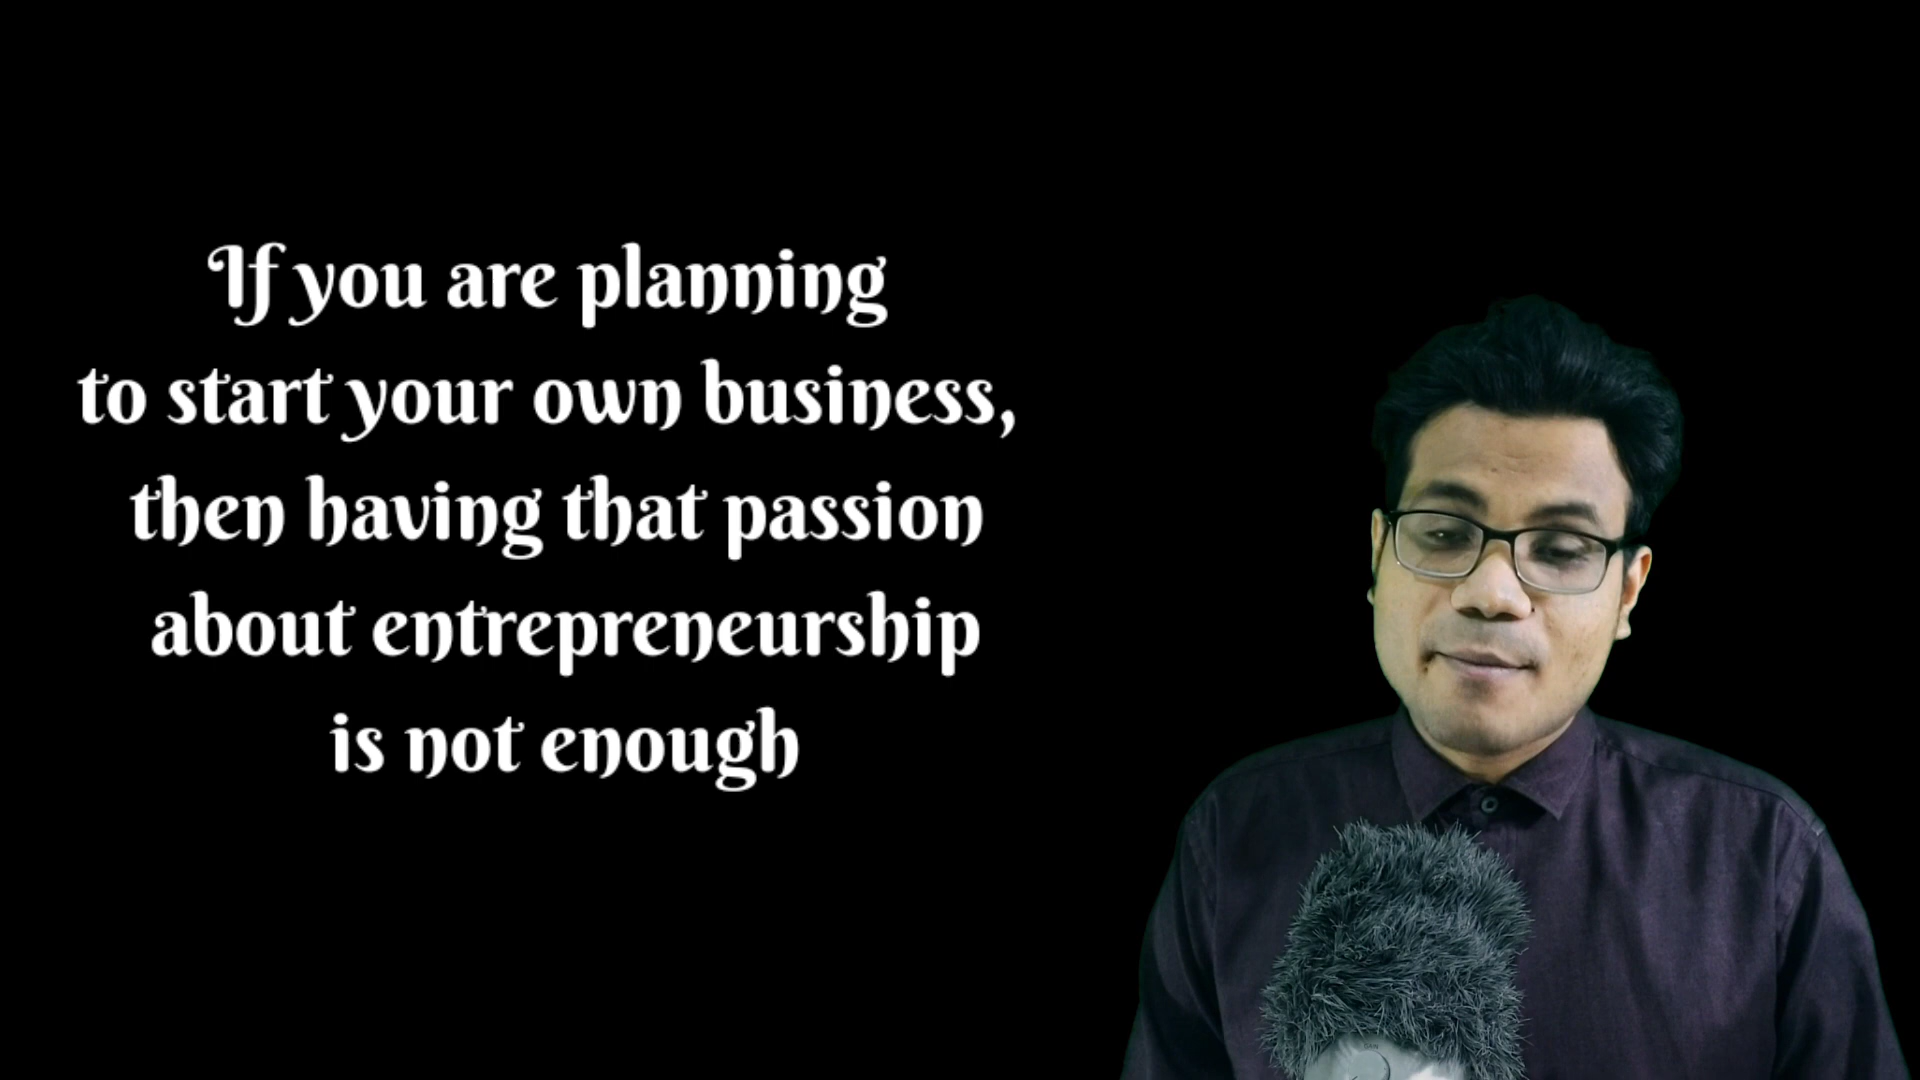 If you are planning
to start your own business,
then having that passion
about entrepreneurship
is not enough